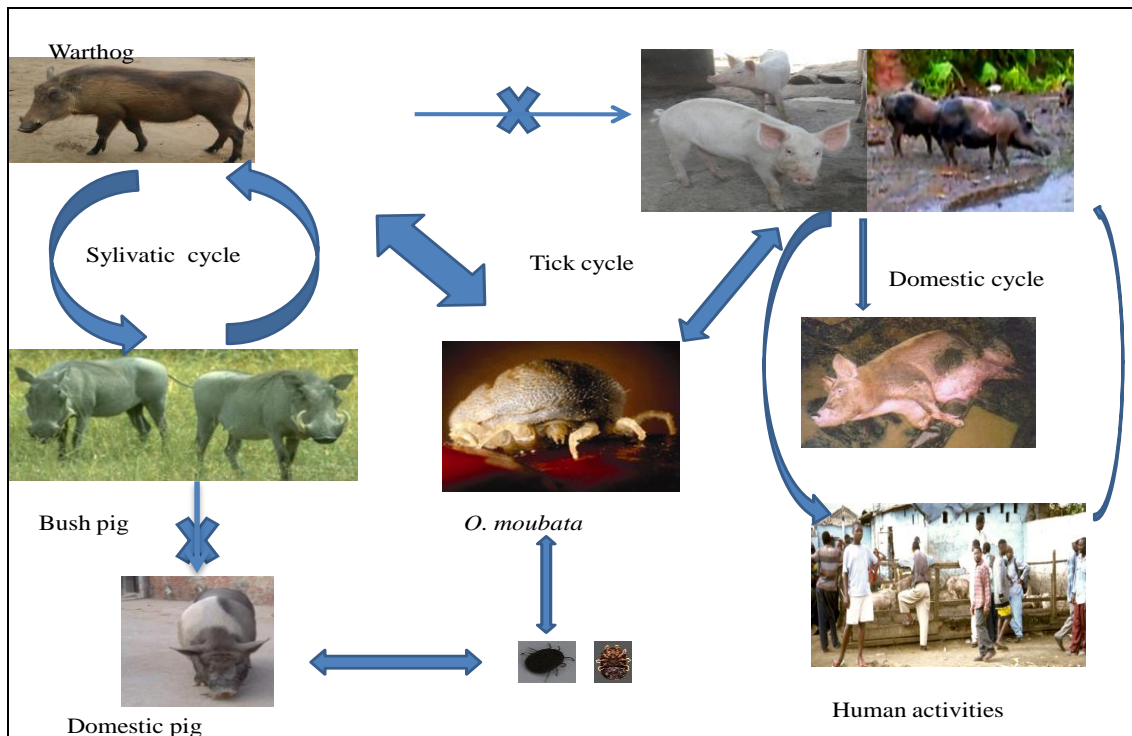 Warthog
Sylivatic cycle
Tick cycle
Domestic cycle
Bush pig
O. moubata
Domestic pig
Human activities